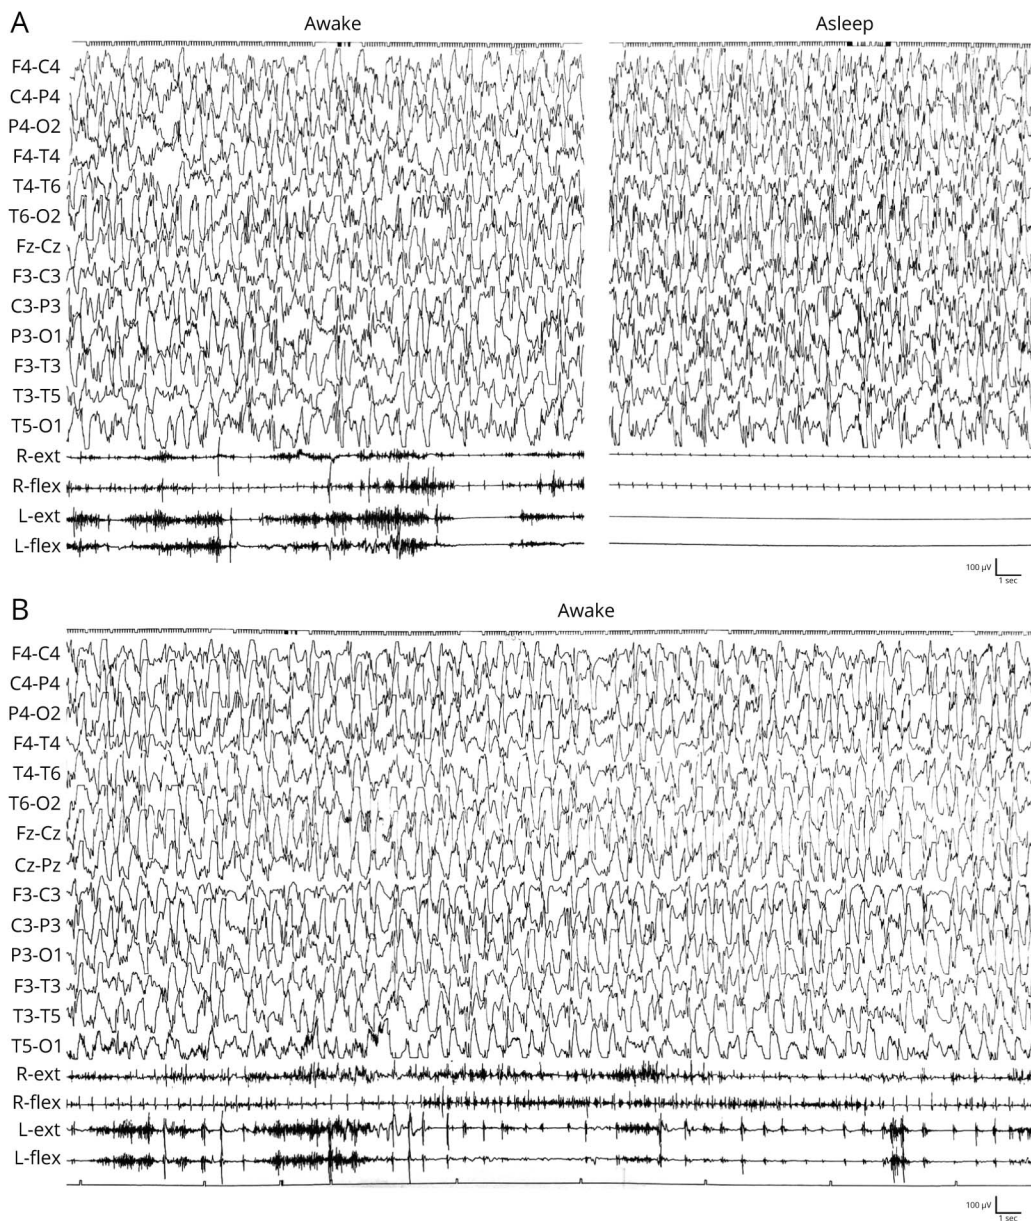 A
Awake
Asleep
F4-C4
C4-P4
P4-O2
F4-T4
T4-T6
T6-O2
Fz-Cz
F3-C3
C3-P3
P3-O1
F3-T3
T3-T5
T5-O1
R-ext
R-flex
L-ext
L-flex
100 µV
1 sec
B
Awake
F4-C4
C4-P4
P4-O2
F4-T4
T4-T6
T6-O2
Fz-Cz
Cz-Pz
F3-C3
C3-P3
P3-O1
F3-T3
T3-T5
T5-O1
R-ext
R-flex
L-ext
L-flex
100 µV
1 sec